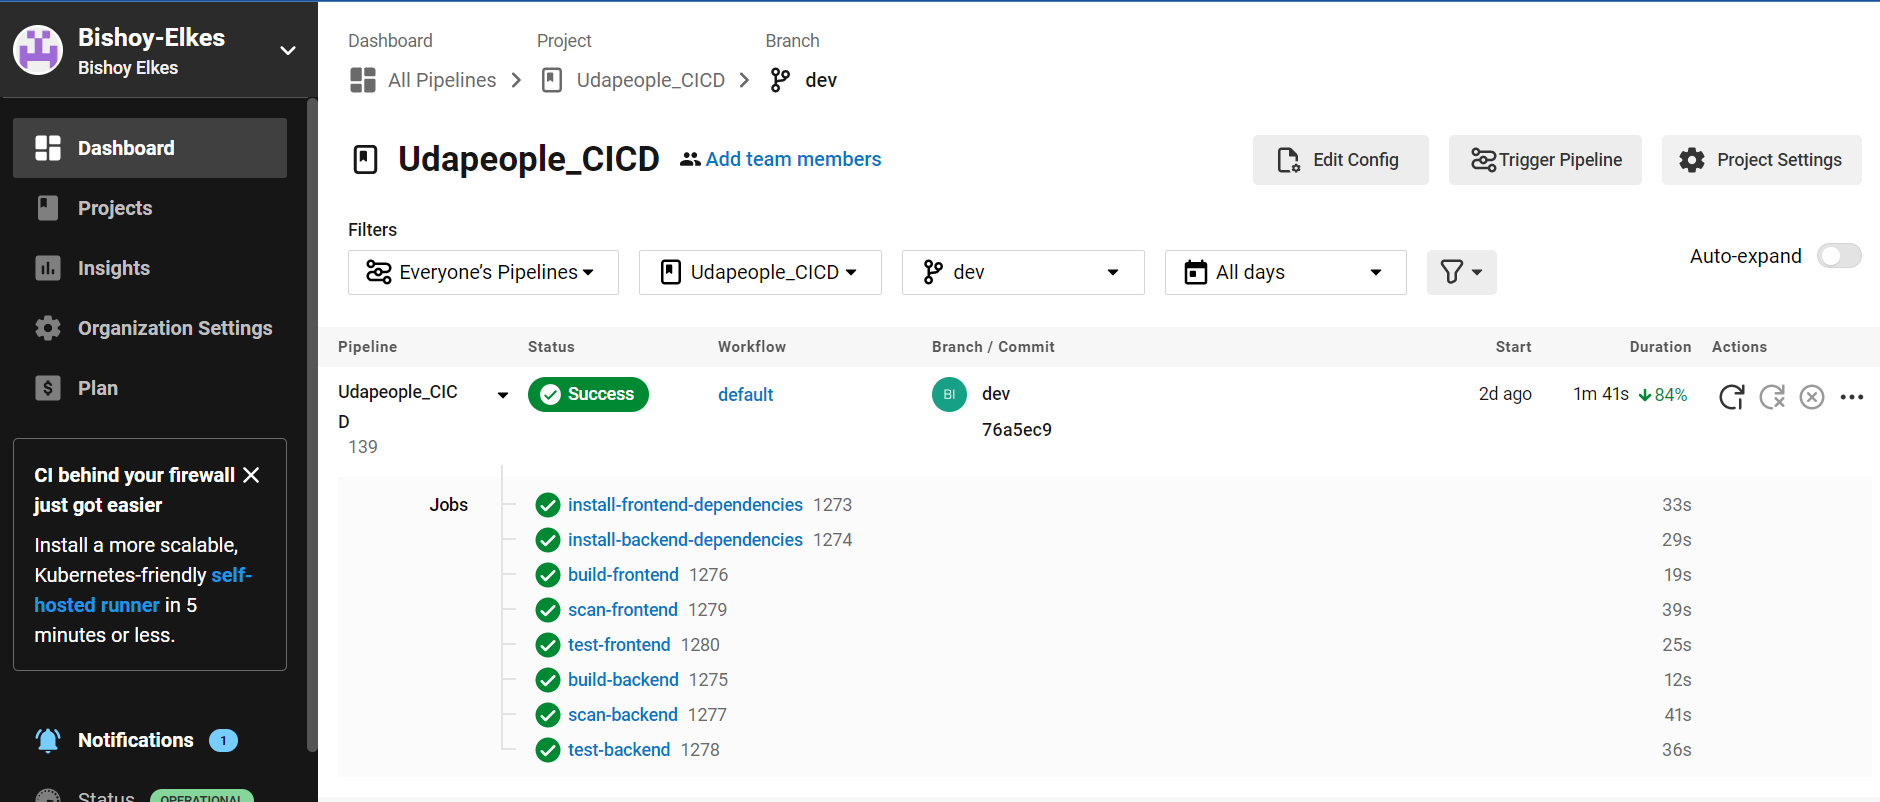 Bishoy-Elkes
Bishoy Elkes
Dashboard
Projects
Insights
Organization Settings
Plan
CI behind your firewall
just got easier
Install a more scalable,
Kubernetes-friendly self-
hosted runner in 5
minutes or less.
Notifications 1
Status OPERATIONAL
Dashboard Project Branch
All Pipelines Udapeople_CICD dev
Udapeople_CICD Add team members
Edit Config Trigger Pipeline Project Settings
Filters
Everyone’s Pipelines Udapeople_CICD dev All days
Auto-expand
Pipeline Status Workflow Branch / Commit Start Duration Actions
Udapeople_CIC Success default BI dev 2d ago 1m 41s 84%
D 76a5ec9
139
Jobs install-frontend-dependencies 1273 33s
install-backend-dependencies 1274 29s
build-frontend 1276 19s
scan-frontend 1279 39s
test-frontend 1280 25s
build-backend 1275 12s
scan-backend 1277 41s
test-backend 1278 36s